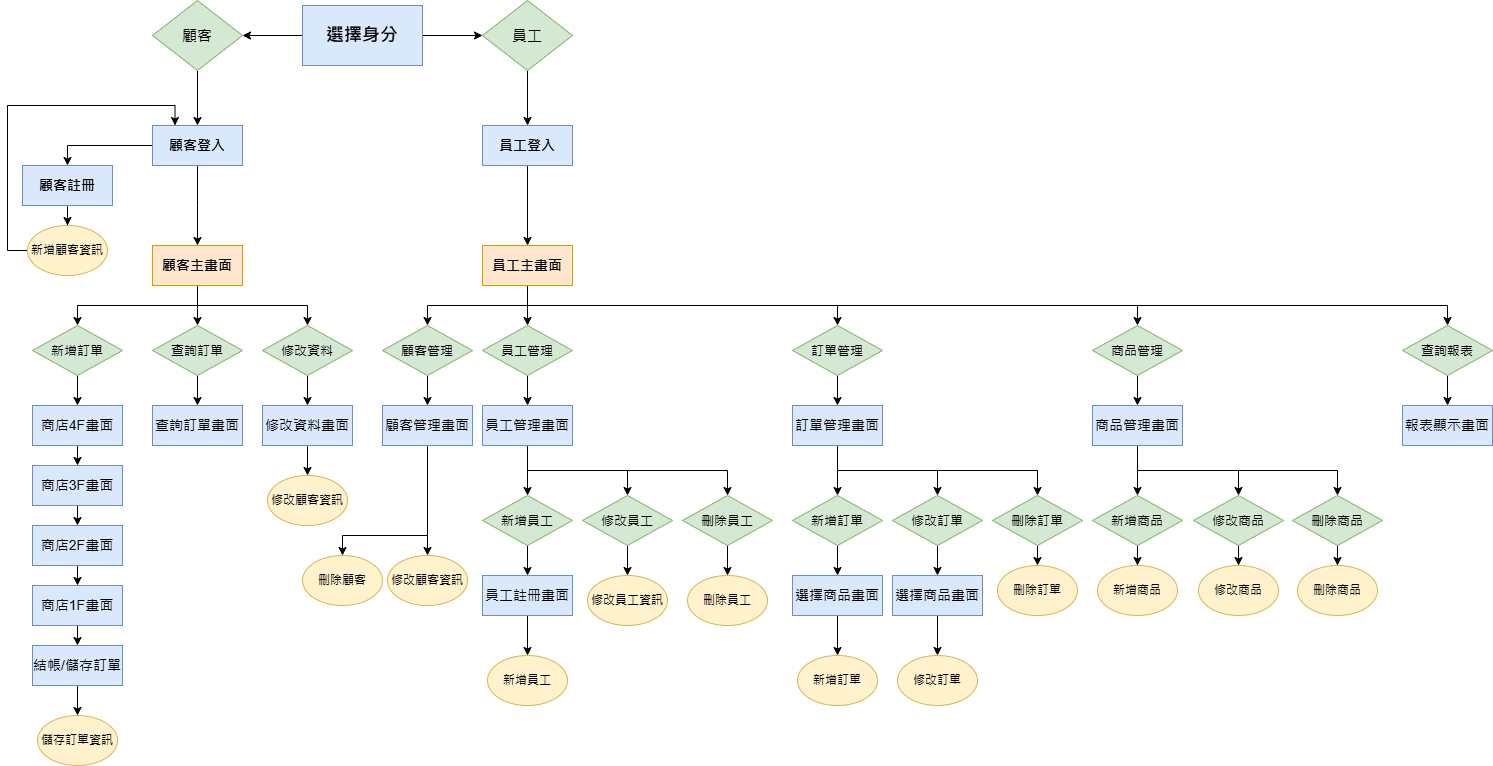 顧客
選擇身分
員工
顧客登入
員工登入
顧客註冊
新增顧客資訊
顧客主畫面
員工主畫面
新增訂單
查詢訂單
修改資料
顧客管理
員工管理
訂單管理
商品管理
查詢報表
商店4F畫面
查詢訂單畫面
修改資料畫面
顧客管理畫面
員工管理畫面
訂單管理畫面
商品管理畫面
報表顯示畫面
商店3F畫面
修改顧客資訊
新增員工
修改員工
刪除員工
新增訂單
修改訂單
刪除訂單
新增商品
修改商品
刪除商品
商店2F畫面
刪除顧客
修改顧客資訊
員工註冊畫面
修改員工資訊
刪除員工
選擇商品畫面
選擇商品畫面
刪除訂單
新增商品
修改商品
刪除商品
商店1F畫面
結帳/儲存訂單
新增員工
新增訂單
修改訂單
儲存訂單資訊